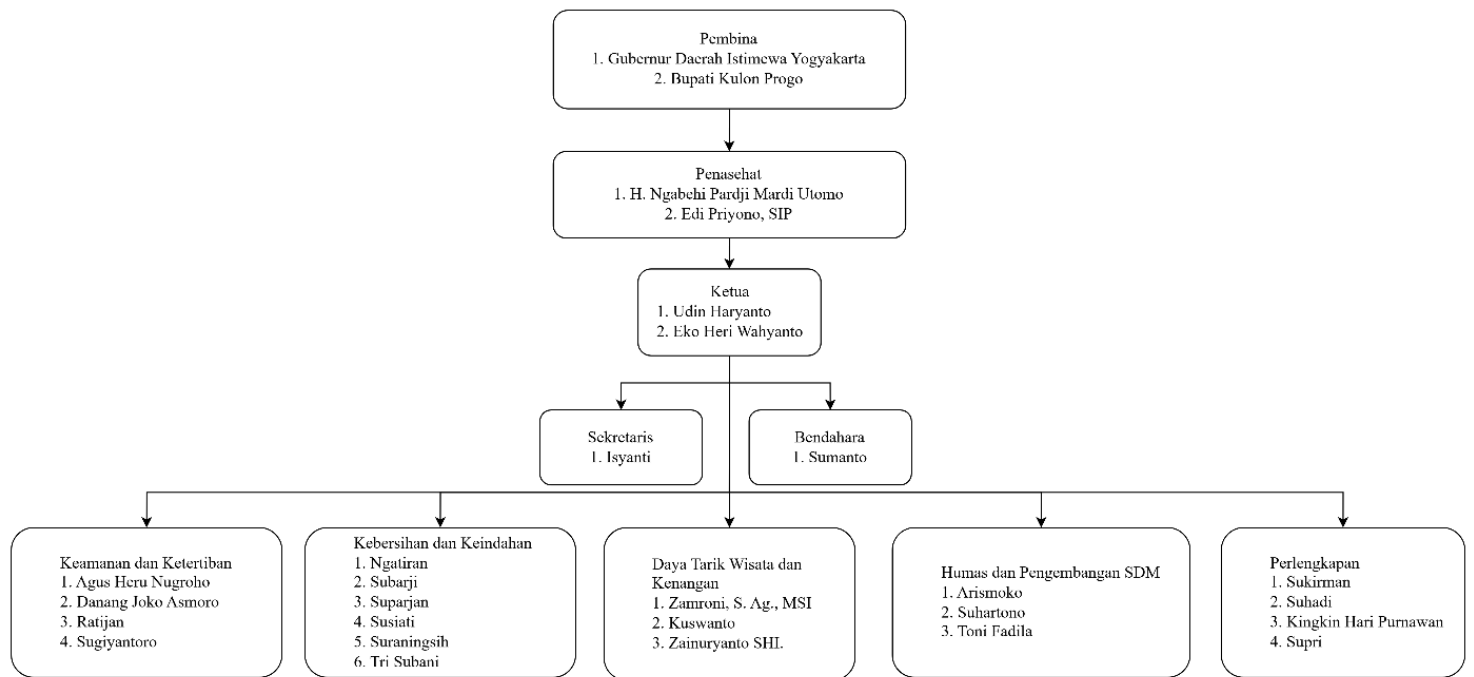 Pembina
1. Gubernur Daerah Istimewa Yogyakarta
2. Bupati Kulon Progo
Penasehat
1. H. Ngabehi Pardji Mardi Utomo
2. Edi Priyono, SIP
Ketua
1. Udin Haryanto
2. Eko Heri Wahyanto
Sekretaris
1. Isyanti
Bendahara
1. Sumanto
Keamanan dan Ketertiban
1. Agus Heru Nugroho
2. Danang Joko Asmoro
3. Ratijan
4. Sugiyantoro
Kebersihan dan Keindahan
1. Ngatiran
2. Subarji
3. Suparjan
4. Susiati
5. Suraningsih
6. Tri Subani
Daya Tarik Wisata dan
Kenangan
1. Zamroni, S. Ag., MSI
2. Kuswanto
3. Zainuryanto SHI.
Humas dan Pengembangan SDM
1. Arismoko
2. Suhartono
3. Toni Fadila
Perlengkapan
1. Sukirman
2. Suhadi
3. Kingkin Hari Purnawan
4. Supri